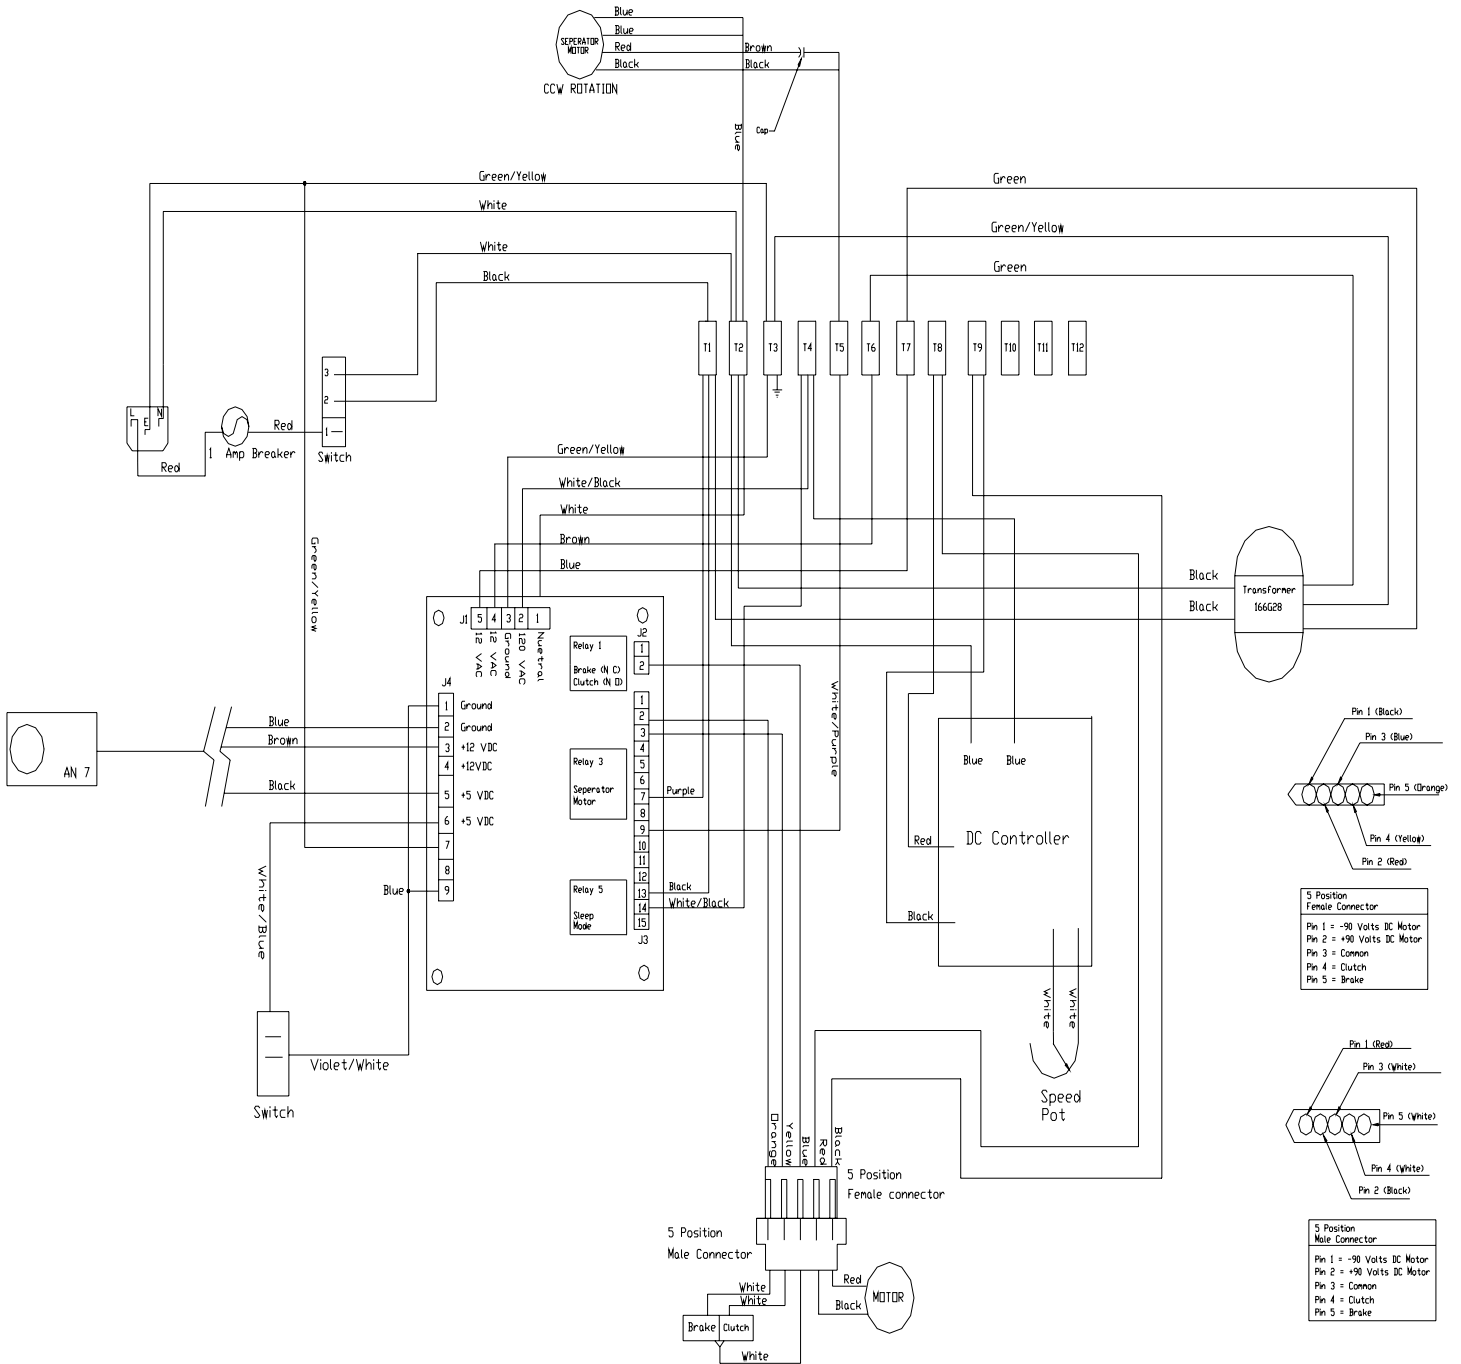 Blue
Blue
Red
Brown
Black
Black
SEPERATOR
MOTOR
CCW ROTATION
Cap
Blue
Green/Yellow
White
White
Black
Green
Green/Yellow
Green
T1
T2
T3
T4
T5
T6
T7
T8
T9
T10
T11
T12
3
2
1
Switch
L
E
N
Red
1 Amp Breaker
Red
Green/Yellow
White/Black
White
Brown
Blue
Green/Yellow
Black
Black
Transformer
166G28
J1
5
4
3
2
1
12 VAC
12 VAC
Ground
120 VAC
Nuetral
Relay 1
Brake (N C)
Clutch (N O)
J2
1
2
J4
1 Ground
2 Ground
3 +12 VDC
4 +12VDC
5 +5 VDC
6 +5 VDC
7
8
9
Blue
Brown
Black
AN 7
Relay 3
Seperator
Motor
1
2
3
4
5
6
7
8
9
10
11
12
13
14
15
J3
Purple
White/Purple
Black
White/Black
Relay 5
Sleep
Mode
Blue
White/Blue
Violet/White
Switch
Blue
Blue
DC Controller
Red
Black
White
White
Speed
Pot
Pin 1 (Black)
Pin 3 (Blue)
Pin 5 (Orange)
Pin 4 (Yellow)
Pin 2 (Red)
5 Position
Female Connector
Pin 1 = -90 Volts DC Motor
Pin 2 = +90 Volts DC Motor
Pin 3 = Common
Pin 4 = Clutch
Pin 5 = Brake
Pin 1 (Red)
Pin 3 (White)
Pin 5 (White)
Pin 4 (White)
Pin 2 (Black)
5 Position
Male Connector
Pin 1 = -90 Volts DC Motor
Pin 2 = +90 Volts DC Motor
Pin 3 = Common
Pin 4 = Clutch
Pin 5 = Brake
Orange
Yellow
Blue
Red
Black
5 Position
Female connector
5 Position
Male Connector
White
White
Red
Black
MOTOR
Brake
Clutch
White